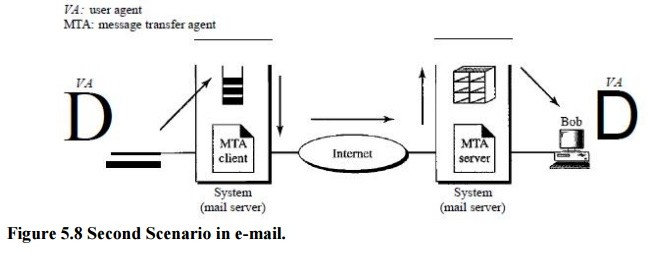 VA: user agent
MTA: message transfer agent
VA
D
MTA
client
System
(mail server)
Internet
MTA
server
System
(mail server)
Bob
VA
D
Figure 5.8 Second Scenario in e-mail.